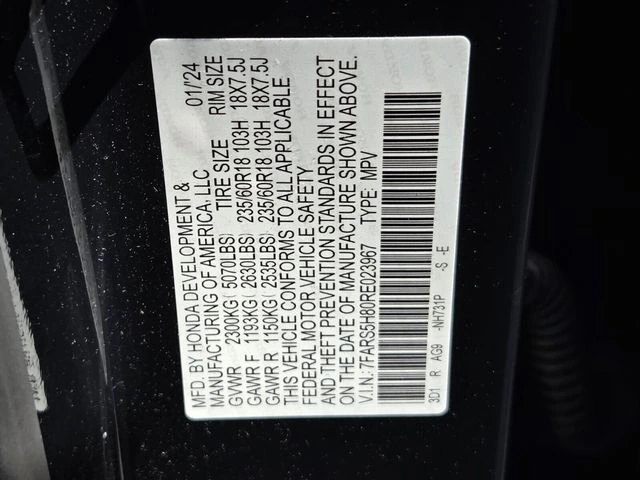 MFD. BY HONDA DEVELOPMENT &
MANUFACTURING OF AMERICA, LLC 01/'24
GVWR 2300KG( 5070LBS) TIRE SIZE RIM SIZE
GAWR F 1193KG( 2630LBS) 235/60R18 103H 18X7.5J
GAWR R 1150KG( 2535LBS) 235/60R18 103H 18X7.5J
THIS VEHICLE CONFORMS TO ALL APPLICABLE
FEDERAL MOTOR VEHICLE SAFETY
AND THEFT PREVENTION STANDARDS IN EFFECT
ON THE DATE OF MANUFACTURE SHOWN ABOVE.
V.I.N.: 7FARS5H80RE023967 TYPE: MPV
3D1 R AG9 -NH731P -S -E